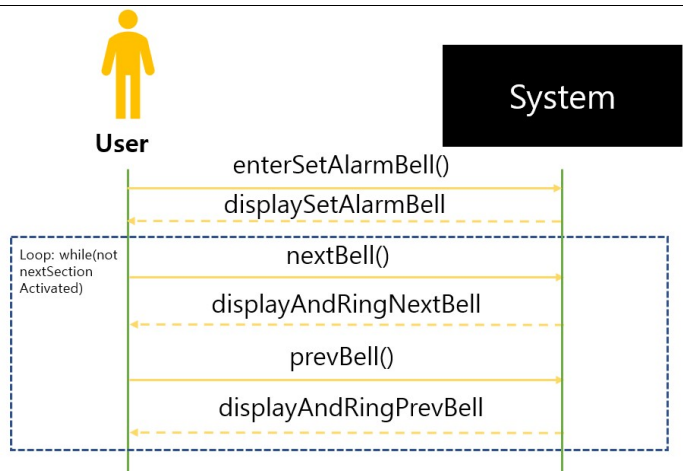 System
User
enterSetAlarmBell()
displaySetAlarmBell
Loop: while(not
nextSection
Activated)
nextBell()
displayAndRingNextBell
prevBell()
displayAndRingPrevBell